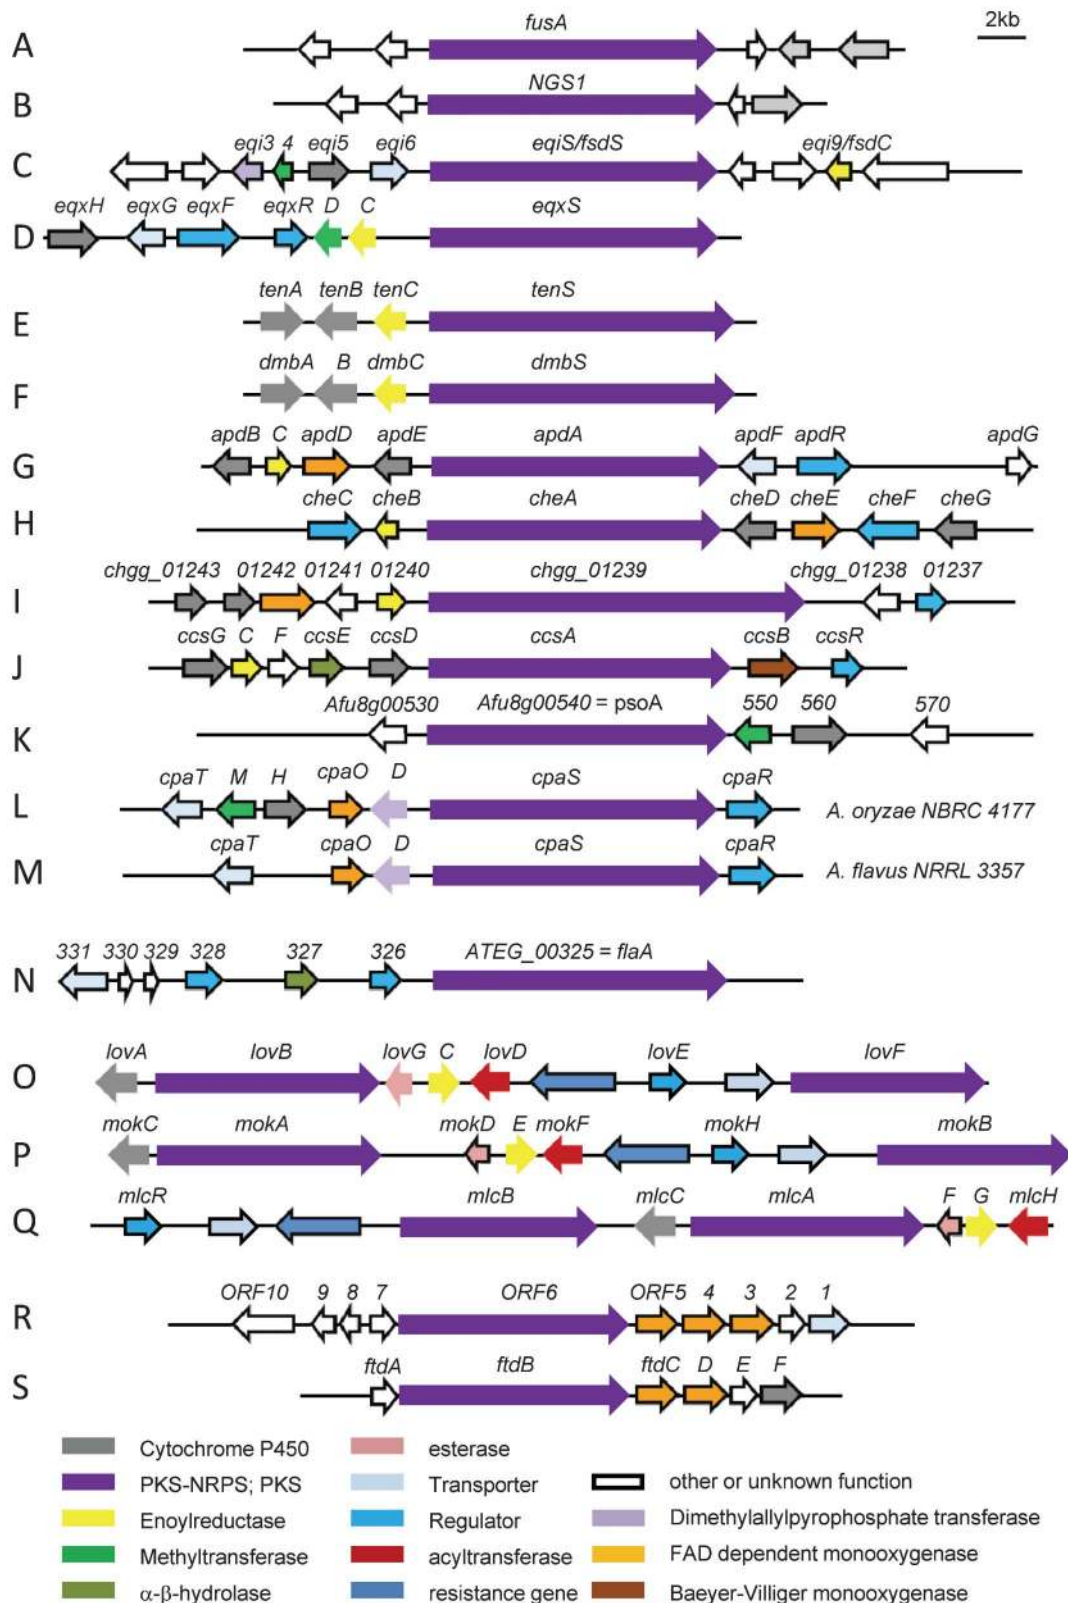 A fusA 2kb
B NGS1
C eqi3 4 eqi5 eqi6 eqiS/fsdS eqi9/fsdC
D eqxH eqxG eqxF eqxR D C eqxS
E tenA tenB tenC tenS
F dmbA B dmbC dmbS
G apdB C apdD apdE apdA apdF apdR apdG
H cheC cheB cheA cheD cheE cheF cheG
I chgg_01243 01242 01241 01240 chgg_01239 chgg_01238 01237
J ccsG C F ccsE ccsD ccsA ccsB ccsR
K Afu8g00530 Afu8g00540 = psoA 550 560 570
L cpaT M H cpaO D cpaS cpaR A. oryzae NBRC 4177
M cpaT cpaO D cpaS cpaR A. flavus NRRL 3357
N 331 330 329 328 327 326 ATEG_00325 = flaA
O lovA lovB lovG C lovD lovE lovF
P mokC mokA mokD E mokF mokH mokB
Q mlcR mlcB mlcC mlcA F G mlcH
R ORF10 9 8 7 ORF6 ORF5 4 3 2 1
S ftdA ftdB ftdC D E F
Cytochrome P450 esterase
PKS-NRPS; PKS Transporter other or unknown function
Enoylreductase Regulator Dimethylallylpyrophosphate transferase
Methyltransferase acyltransferase FAD dependent monooxygenase
α-β-hydrolase resistance gene Baeyer-Villiger monooxygenase